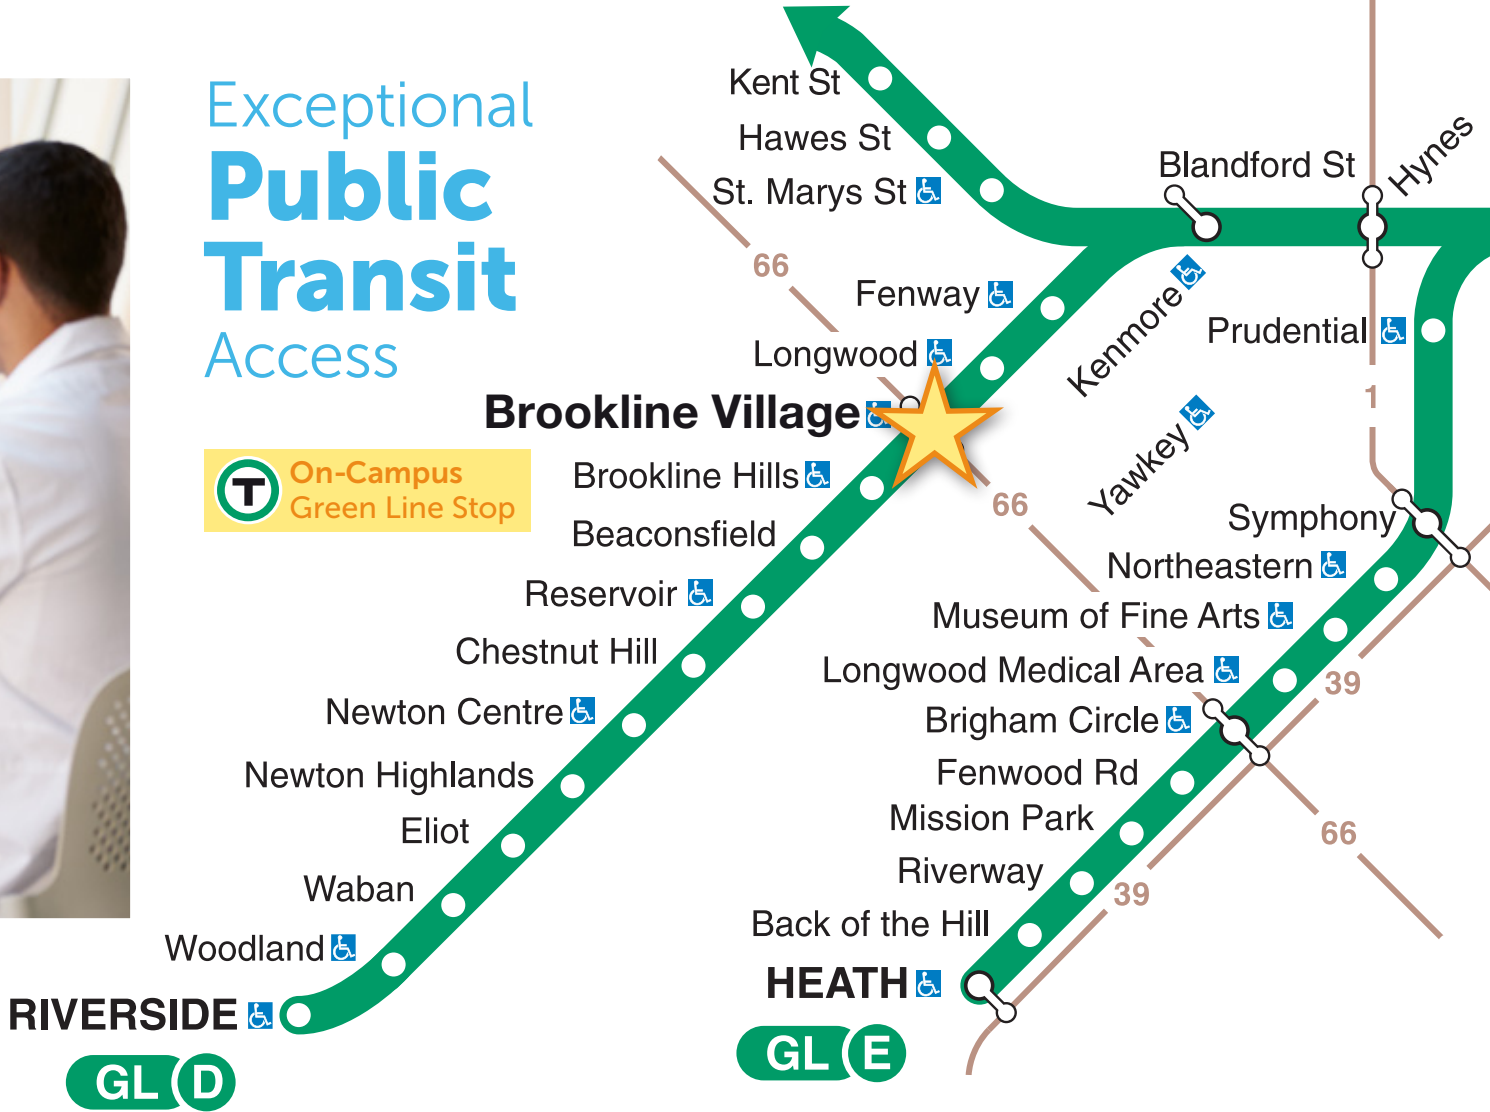 Exceptional
Public
Transit
Access
T
On-Campus
Green Line Stop
Kent St
Hawes St
St. Marys St
66
Fenway
Longwood
Brookline Village
Brookline Hills
66
Beaconsfield
Reservoir
Chestnut Hill
Newton Centre
Newton Highlands
Eliot
Waban
Woodland
RIVERSIDE
GL D
Blandford St
Hynes
Kenmore
Yawkey
Prudential
1
Symphony
Northeastern
Museum of Fine Arts
Longwood Medical Area
39
Brigham Circle
Fenwood Rd
Mission Park
66
Riverway
39
Back of the Hill
HEATH
GL E